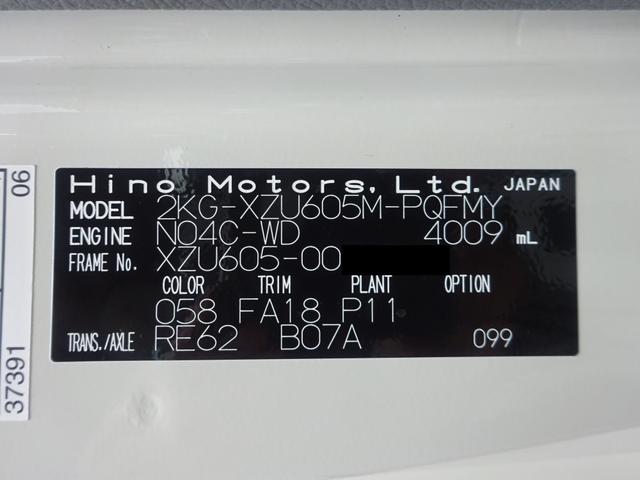 Hino Motors, Ltd. JAPAN
MODEL 2KG-XZU605M-PQFMY
ENGINE N04C-WD 4009 mL
FRAME No. XZU605-00
COLOR TRIM PLANT OPTION
058 FA18 P11
TRANS./AXLE RE62 B07A 099
37391 06